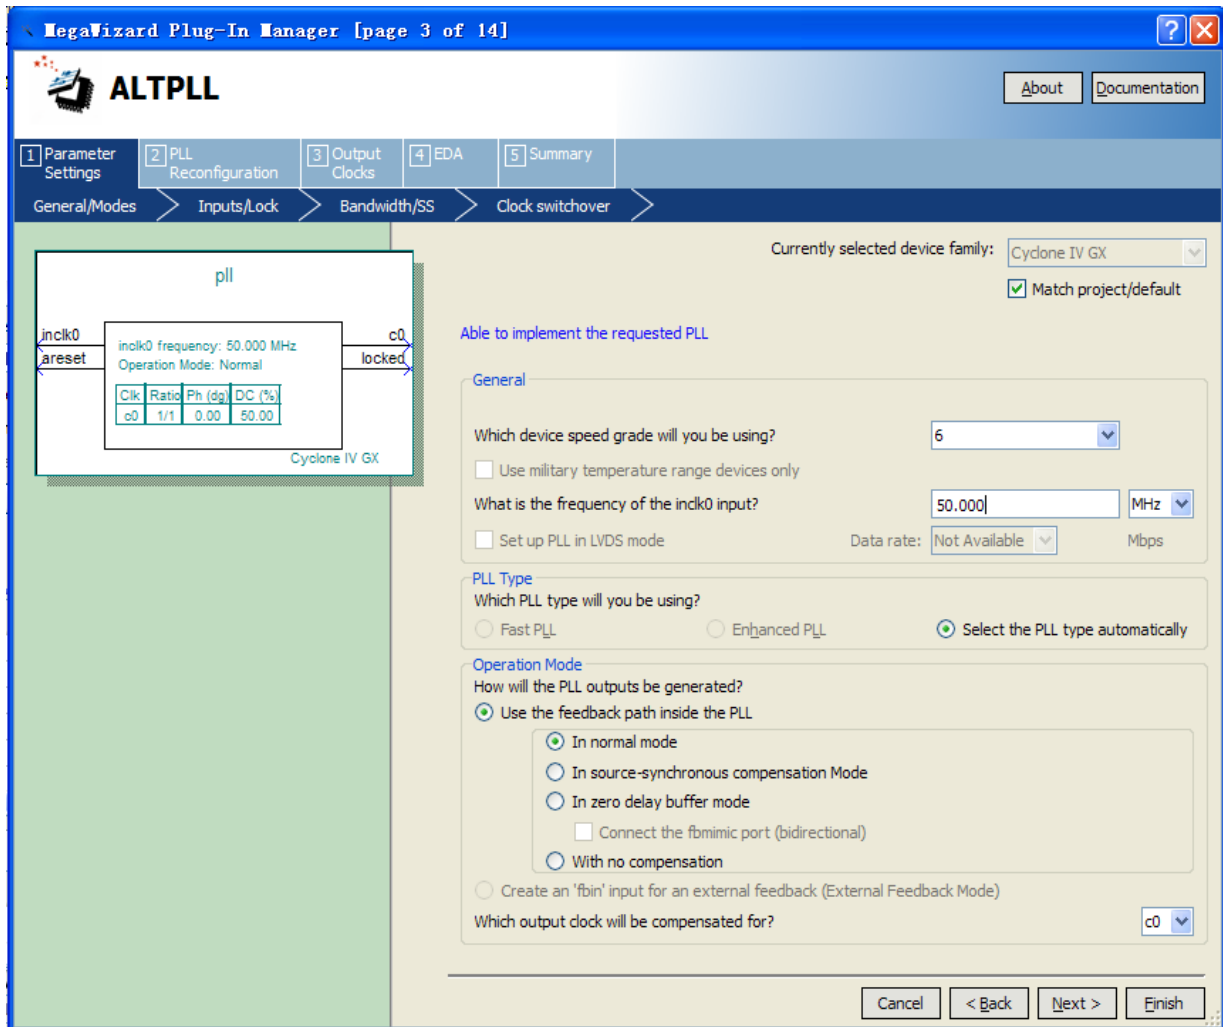 MegaWizard Plug-In Manager [page 3 of 14]
ALTPLL
About
Documentation
1 Parameter Settings
2 PLL Reconfiguration
3 Output Clocks
4 EDA
5 Summary
General/Modes
Inputs/Lock
Bandwidth/SS
Clock switchover
Currently selected device family:
Cyclone IV GX
Match project/default
pll
inclk0
areset
c0
locked
inclk0 frequency: 50.000 MHz
Operation Mode: Normal
Clk Ratio Ph (dg) DC (%)
c0 1/1 0.00 50.00
Cyclone IV GX
Able to implement the requested PLL
General
Which device speed grade will you be using?
6
Use military temperature range devices only
What is the frequency of the inclk0 input?
50.000
MHz
Set up PLL in LVDS mode
Data rate:
Not Available
Mbps
PLL Type
Which PLL type will you be using?
Fast PLL
Enhanced PLL
Select the PLL type automatically
Operation Mode
How will the PLL outputs be generated?
Use the feedback path inside the PLL
In normal mode
In source-synchronous compensation Mode
In zero delay buffer mode
Connect the fbmimic port (bidirectional)
With no compensation
Create an 'fbin' input for an external feedback (External Feedback Mode)
Which output clock will be compensated for?
c0
Cancel
< Back
Next >
Finish